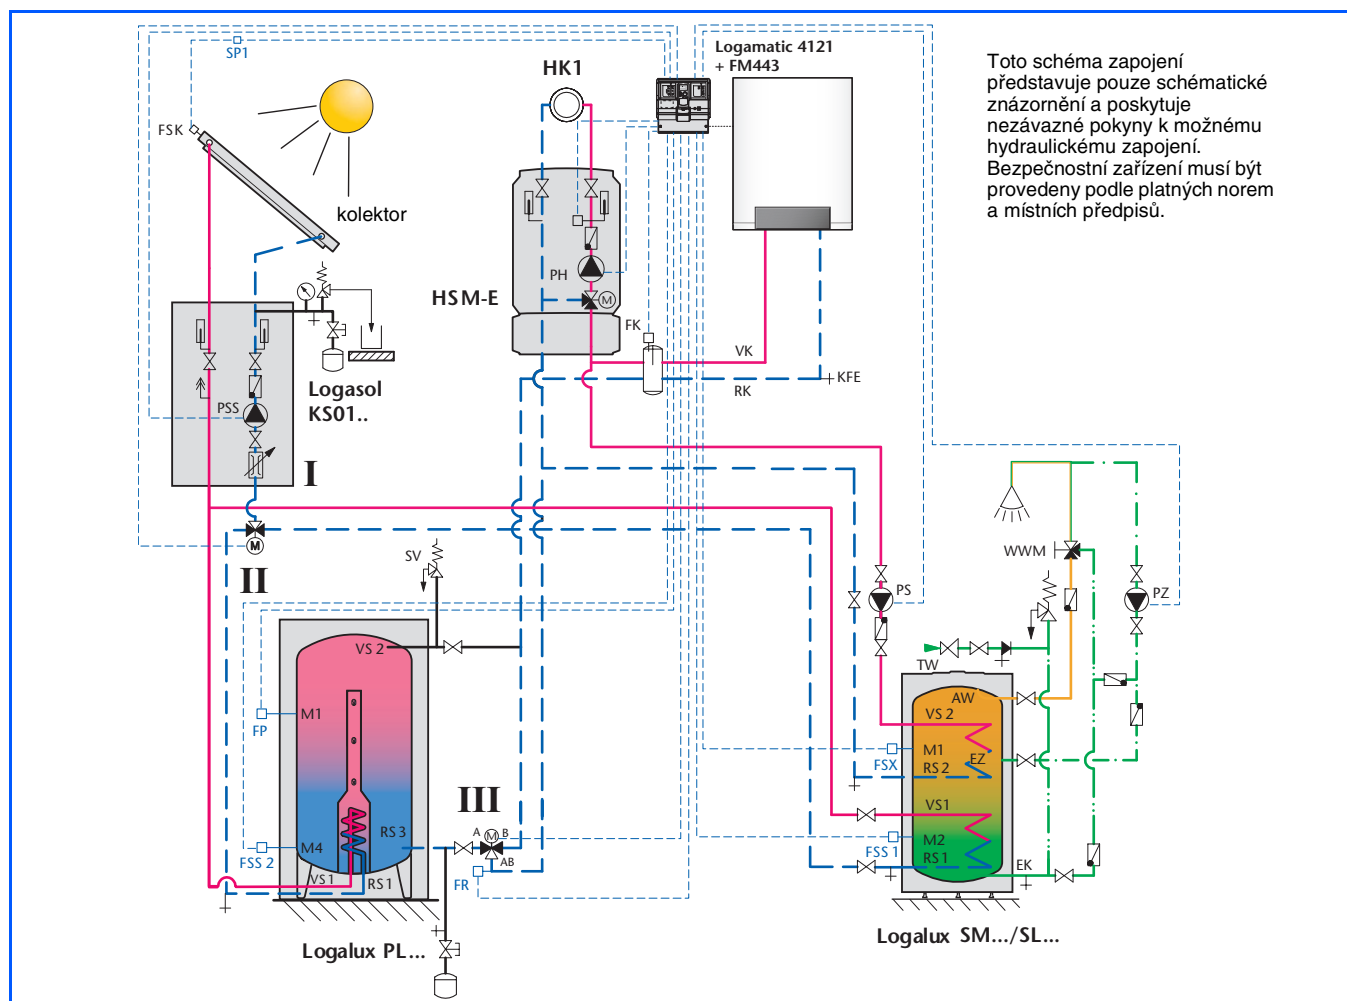 SP1
Logamatic 4121
+ FM443
Toto schéma zapojení
představuje pouze schématické
znázornění a poskytuje
nezávazné pokyny k možnému
hydraulickému zapojení.
Bezpečnostní zařízení musí být
provedeny podle platných norem
a místních předpisů.
HK1
FSK
kolektor
PH
HSM-E
M
FK
VK
RK
KFE
Logasol
KS01..
PSS
I
M
II
SV
WWM
PS
PZ
TW
VS 2
AW
VS 2
M1
FP
M1
FSX
EZ
RS 2
III
VS1
A
M
B
RS 3
M2
M4
FSS 2
AB
FSS 1
RS 1
VS 1
RS 1
FR
EK
Logalux PL...
Logalux SM.../SL...